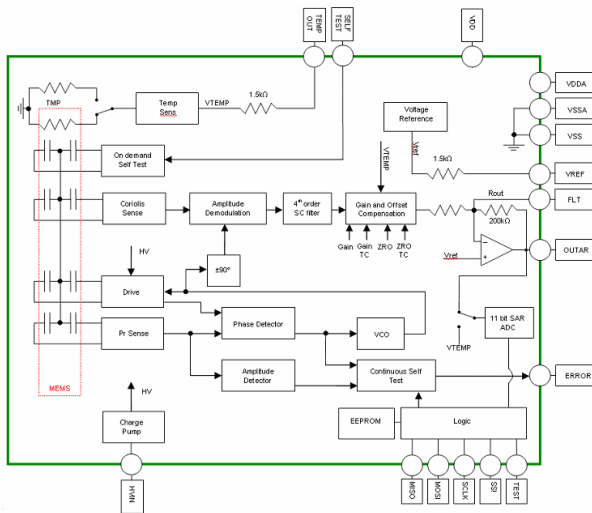 TEMP OUT
SELF TEST
VDD
VDDA
VSSA
VSS
VREF
FLT
OUTAR
ERROR
TMP
Temp Sens
VTEMP
1.5kΩ
Voltage Reference
Vref
1.5kΩ
On demand Self Test
VTEMP
Rout
200kΩ
Coriolis Sense
Amplitude Demodulation
4th order SC filter
Gain and Offset Compensation
Gain
Gain TC
ZRO
ZRO TC
Vref
-
+
HV
±90°
Drive
Phase Detector
VCO
Pr Sense
11 bit SAR ADC
VTEMP
Amplitude Detector
Continuous Self Test
MEMS
HV
Charge Pump
EEPROM
Logic
HVIN
MISO
MOSI
SCLK
SSI
TEST